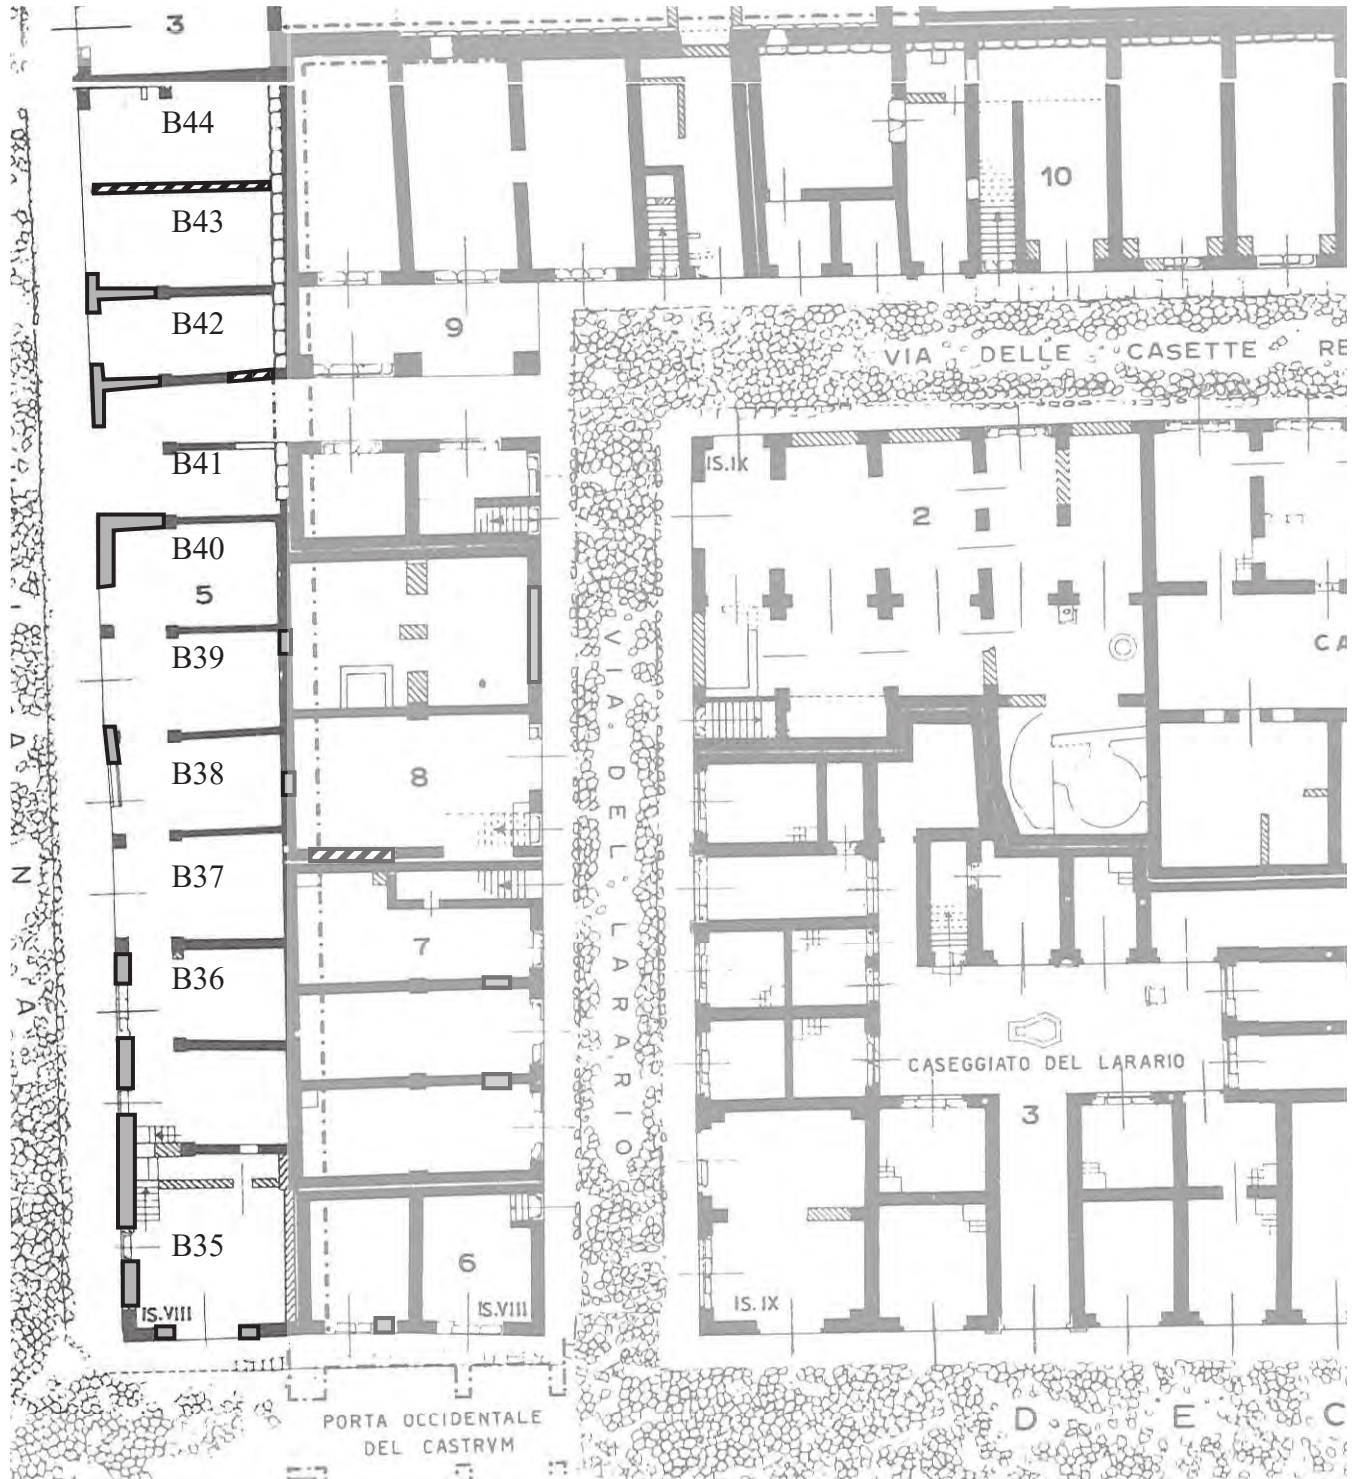 3
B44
B43
10
B42
9
VIA DELLE CASETTE RE
B41
IS.IX
2
B40
5
B39
CA
B38
8
VIA DEL LARARIO
B37
N
7
B36
A
CASEGGIATO DEL LARARIO
3
B35
6
IS.VIII
IS.VIII
IS.IX
PORTA OCCIDENTALE
DEL CASTRVM
D E C